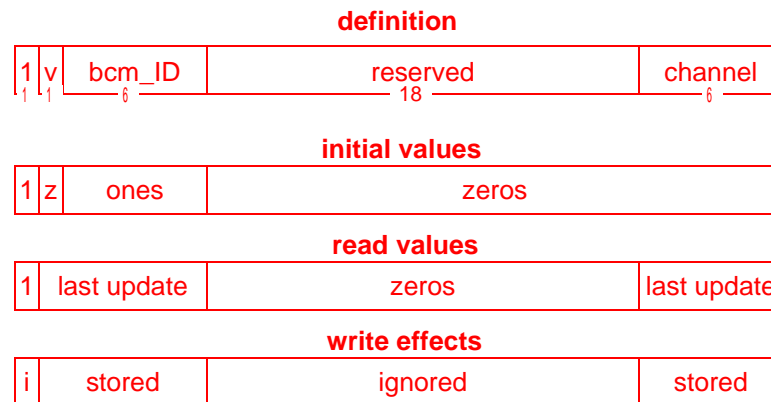 definition
1 v bcm_ID reserved channel
1 1 6 18 6
initial values
1 z ones zeros
read values
1 last update zeros last update
write effects
i stored ignored stored